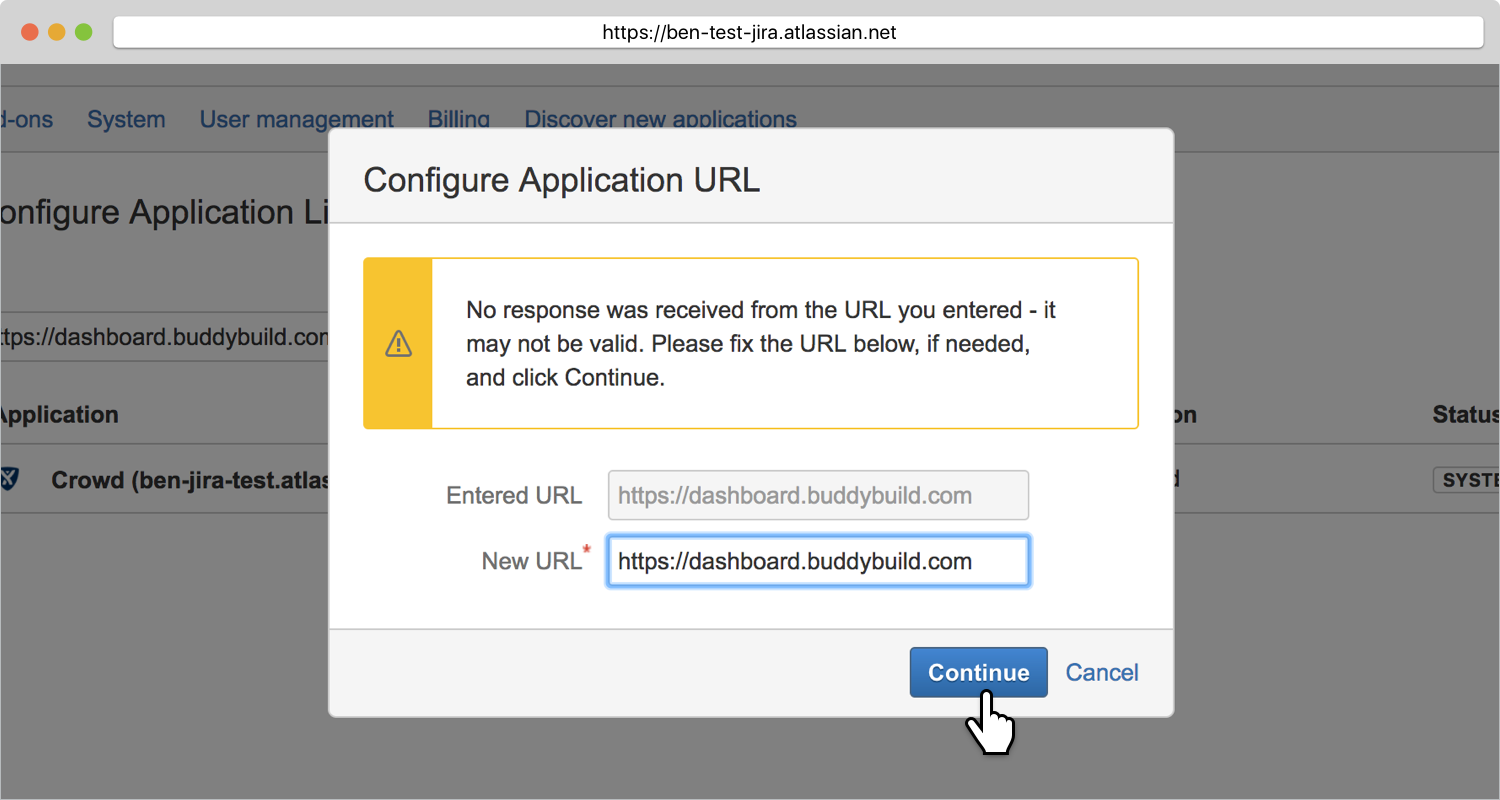 https://ben-test-jira.atlassian.net
d-ons System User management Billing Discover new applications
Configure Application URL
onfigure Application Li
No response was received from the URL you entered - it
may not be valid. Please fix the URL below, if needed,
and click Continue.
ttps://dashboard.buddybuild.com
Application on Status
Crowd (ben-jira-test.atlas d SYSTE
Entered URL https://dashboard.buddybuild.com
New URL* https://dashboard.buddybuild.com
Continue Cancel